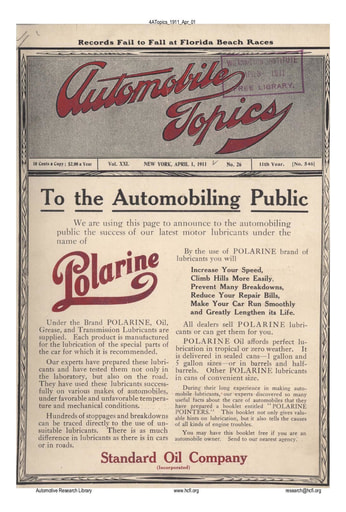 4ATopics_1911_Apr_01
Records Fail to Fall at Florida Beach Races
Automobile
Topics
INSTITUTE
1911
FREE LIBRARY.
10 Cents a Copy; $2.00 a Year
Vol. XXI.
NEW YORK, APRIL 1, 1911
No. 26
11th Year.
[No. 546]
To the Automobiling Public
We are using this page to announce to the automobiling
public the success of our latest motor lubricants under the
name of
Polarine
Under the Brand POLARINE, Oil,
Grease, and Transmission Lubricants are
supplied. Each product is manufactured
for the lubrication of the special parts of
the car for which it is recommended.
Our experts have prepared these lubri-
cants and have tested them not only in
the laboratory, but also on the road.
They have used these lubricants success-
fully on various makes of automobiles,
under favorable and unfavorable tempera-
ture and mechanical conditions.
Hundreds of stoppages and breakdowns
can be traced directly to the use of un-
suitable lubricants. There is as much
difference in lubricants as there is in cars
or in roads.
By the use of POLARINE brand of
lubricants you will
Increase Your Speed,
Climb Hills More Easily.
Prevent Many Breakdowns,
Reduce Your Repair Bills,
Make Your Car Run Smoothly
and Greatly Lengthen its Life.
All dealers sell POLARINE lubri-
cants or can get them for you.
POLARINE Oil affords perfect lu-
brication in tropical or zero weather. It
is delivered in sealed cans—1 gallon and
5 gallon sizes—or in barrels and half-
barrels. Other POLARINE lubricants
in cans of convenient size.
During their long experience in making auto-
mobile lubricants, our experts discovered so many
useful facts about the care of automobiles that they
have prepared a booklet entitled "POLARINE
POINTERS." This booklet not only gives valu-
able hints on lubrication, but it also tells the causes
of all kinds of engine troubles.
You may have this booklet free if you are an
automobile owner. Send to our nearest agency.
Standard Oil Company
(Incorporated)
Automotive Research Library
www.hcfi.org
research@hcfi.org